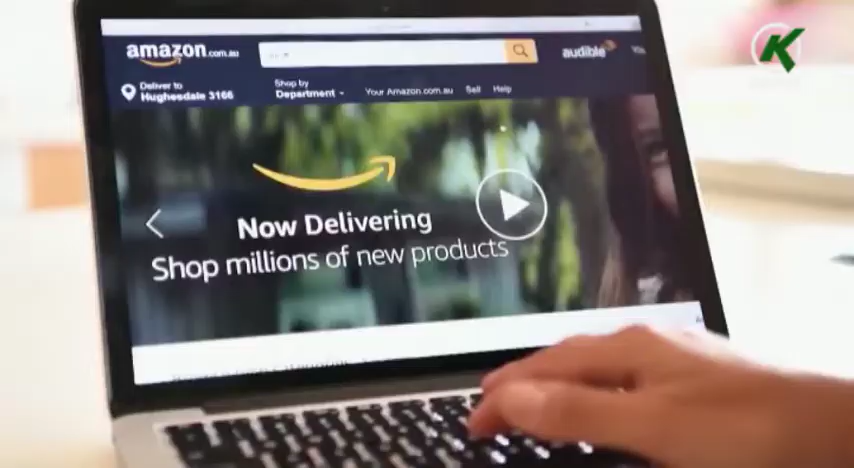 amazon.com.au
audible
Deliver to
Hughesdale 3166
Shop by
Department
Your Amazon.com.au Sell Help
Now Delivering
Shop millions of new products
K